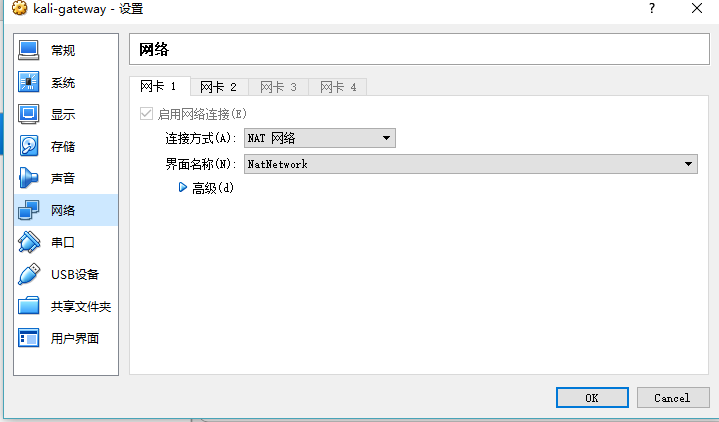 kali-gateway - 设置
?
常规
系统
显示
存储
声音
网络
串口
USB设备
共享文件夹
用户界面
网络
网卡 1 网卡 2 网卡 3 网卡 4
启用网络连接(E)
连接方式(A): NAT 网络
界面名称(N): NatNetwork
高级(d)
OK Cancel